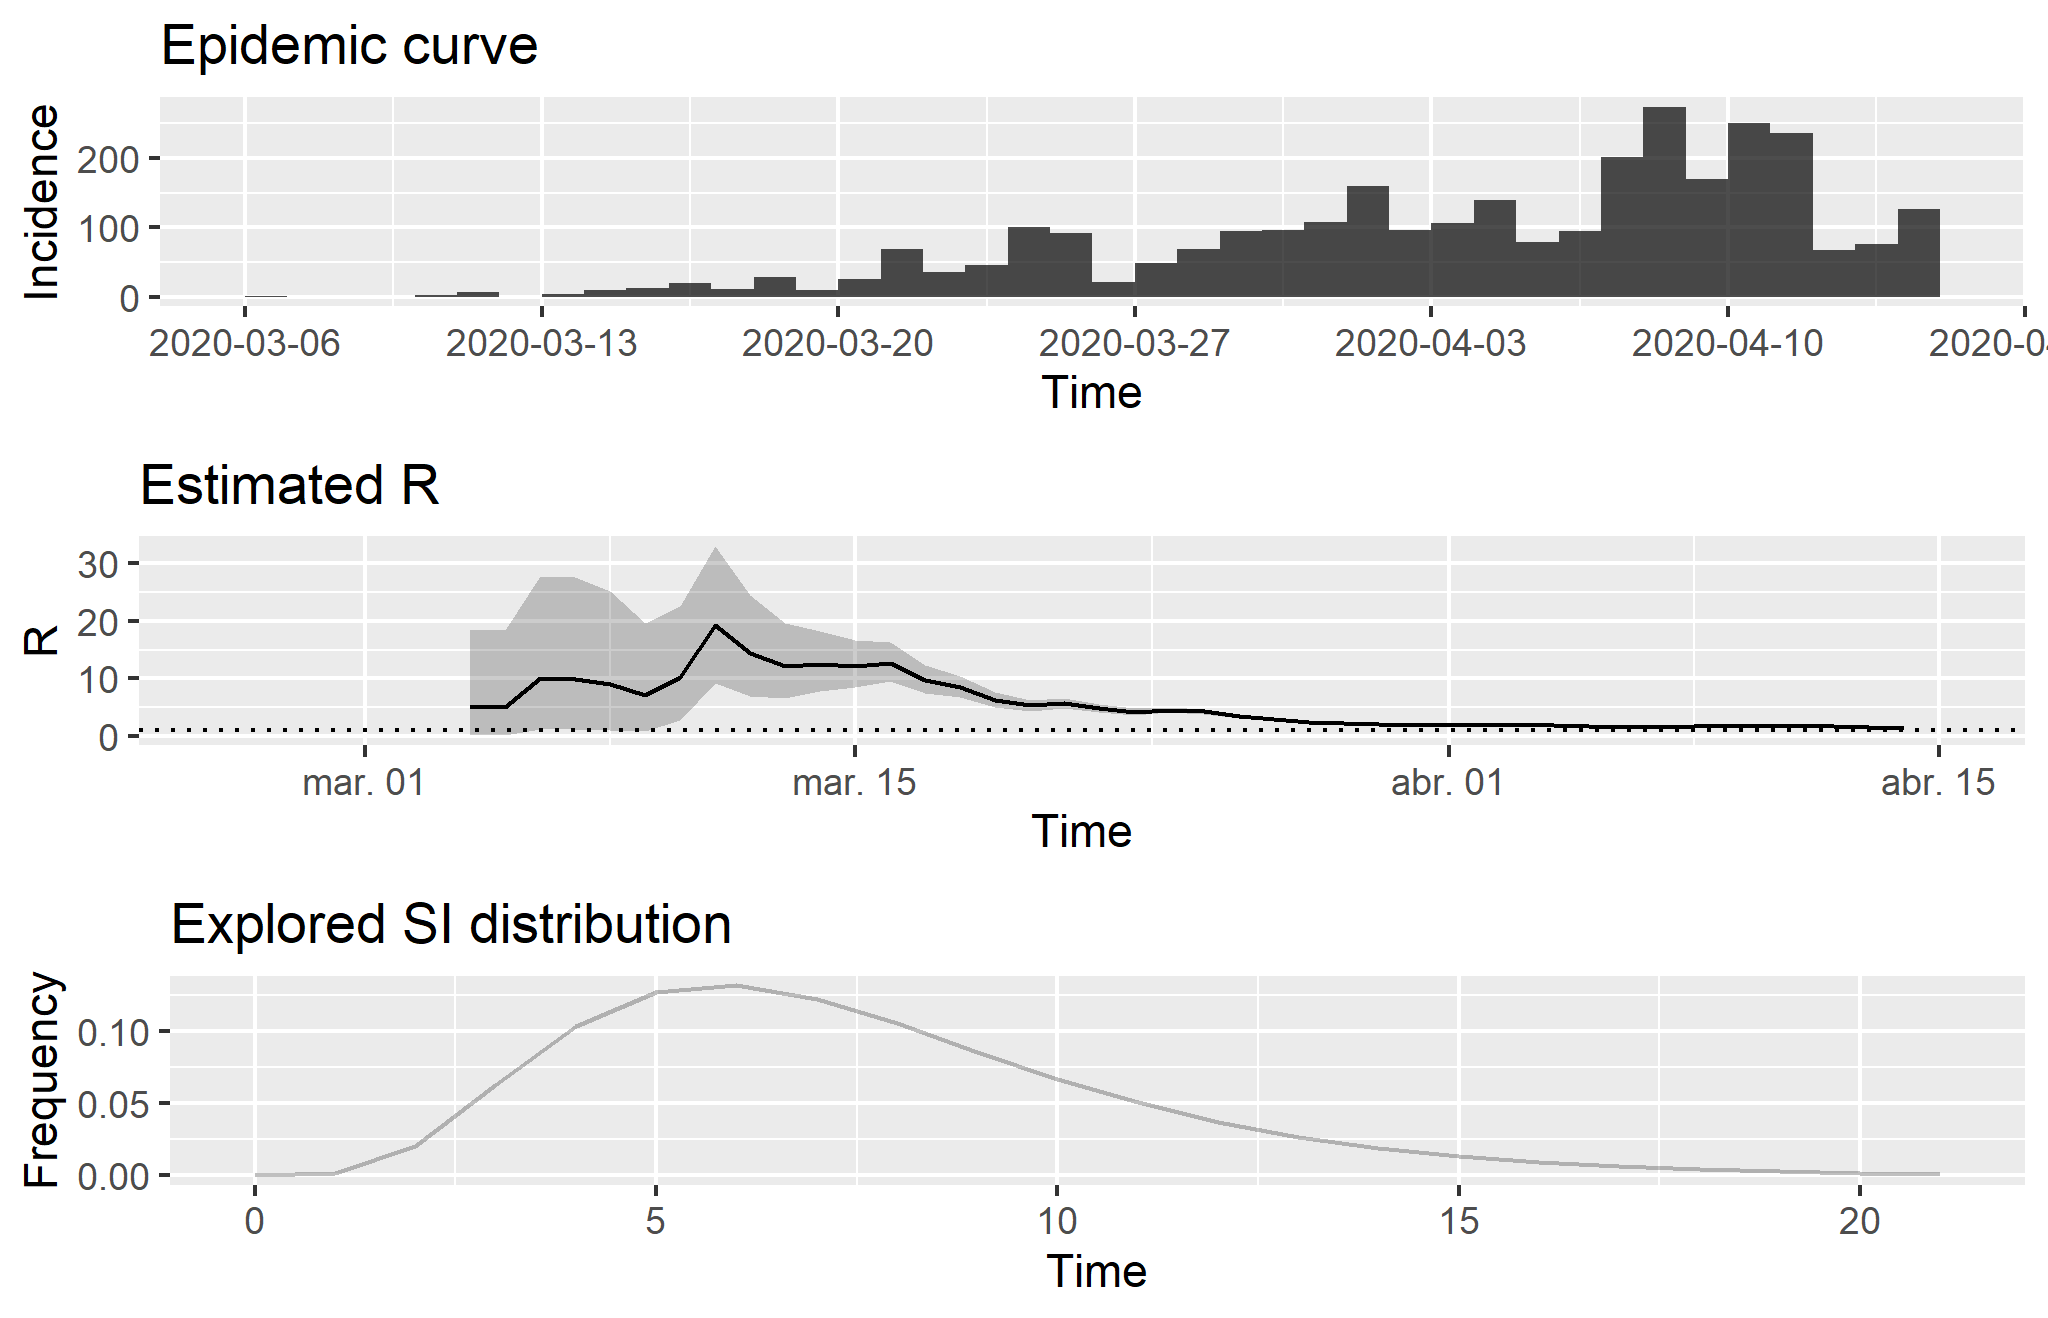 Epidemic curve
Incidence
200
100
0
2020-03-06 2020-03-13 2020-03-20 2020-03-27 2020-04-03 2020-04-10 2020-04
Time
Estimated R
R
30
20
10
0
mar. 01 mar. 15 abr. 01 abr. 15
Time
Explored SI distribution
Frequency
0.10
0.05
0.00
0 5 10 15 20
Time